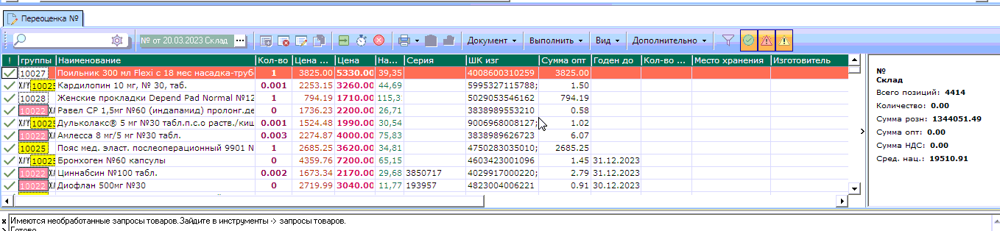 Переоценка №
№ от 20.03.2023 Склад ...
Документ Выполнить Вид Дополнительно
! группы Наименование Кол-во Цена ... Цена На... Серия ШК изг Сумма опт Годен до Кол-во ... Место хранения Изготовитель
10027 Поильник 300 мл Flexi с 18 мес насадка-труб 1 3825.00 5330.00 39,35 4008600310259 3825.00
10025 Кардилопин 10 мг, № 30, таб. 0.001 2253.15 3260.00 44,69 5995327115788; 1.50
10028 Женские прокладки Depend Pad Normal №12 1 794.19 1710.00 115,3 5029053546162 794.19
10022 Равел СР 1,5мг №60 (индапамид) пролонг.де 0 1736.23 2200.00 26,71 3838989553210 0.58
10025 Дульколакс® 5 мг №30 табл.п.с.о раств./киш 0.001 1524.48 1990.00 30,54 9006968008127; 1.02
10022 Амлесса 8 мг/5 мг №30 табл. 0.003 2274.87 4000.00 75,83 3838989626723 6.07
10025 Пояс мед. эласт. послеоперационный 9901 № 1 2685.25 3620.00 34,81 4750283035010; 2685.25
10025 Бронхоген №60 капсулы 0 4359.76 7200.00 65,15 4603423001096 1.45 31.12.2023
10022 Циннабсин №100 табл. 0.002 1673.34 2170.00 29,68 3850717 4029917000220; 2.79 31.12.2023
10022 Диофлан 500мг №30 0 2719.99 3040.00 11,77 193957 4823004006221 0.91 30.12.2023
№
Склад
Всего позиций: 4414
Количество: 0.00
Сумма розн: 1344051.49
Сумма опт: 0.00
Сумма НДС: 0.00
Сред. нац.: 19510.91
x Имеются необработанные запросы товаров.Зайдите в инструменты -> запросы товаров.
Готово